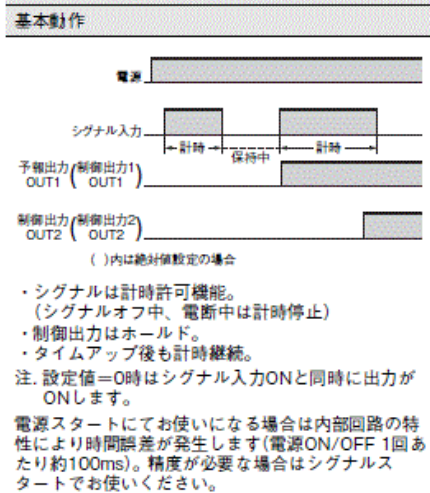 基本動作
電源
シグナル入力
計時
保持中
計時
予報出力(制御出力1)
OUT1 ( OUT1 )
制御出力(制御出力2)
OUT2 ( OUT2 )
( )内は絶対値設定の場合
・シグナルは計時許可機能。
(シグナルオフ中、電断中は計時停止)
・制御出力はホールド。
・タイムアップ後も計時継続。
注. 設定値=0時はシグナル入力ONと同時に出力が
ONします。
電源スタートにてお使いになる場合は内部回路の特
性により時間誤差が発生します(電源ON/OFF 1回あ
たり約100ms)。精度が必要な場合はシグナルス
タートでお使いください。